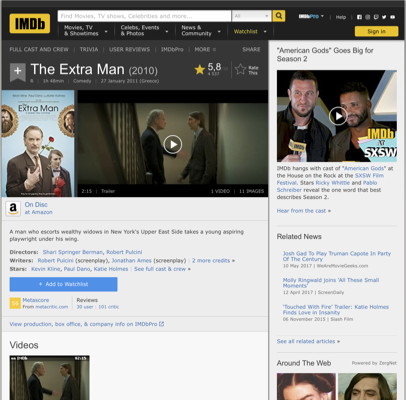 IMDb
Find Movies, TV shows, Celebrities and more...
All
Movies, TV & Showtimes
Celebs, Events & Photos
News & Community
Watchlist
IMDbPro
Help
Sign in
FULL CAST AND CREW | TRIVIA | USER REVIEWS | IMDbPro | MORE
SHARE
The Extra Man (2010)
1h 48min | Comedy | 27 January 2011 (Greece)
5,8
Rate This
2:15 | Trailer
1 VIDEO | 11 IMAGES
On Disc
at Amazon
A man who escorts wealthy widows in New York's Upper East Side takes a young aspiring
playwright under his wing.
Directors: Shari Springer Berman, Robert Pulcini
Writers: Robert Pulcini (screenplay), Jonathan Ames (screenplay) | 2 more credits »
Stars: Kevin Kline, Paul Dano, Katie Holmes | See full cast & crew »
+ Add to Watchlist
Metascore
From metacritic.com
Reviews
30 user | 101 critic
View production, box office, & company info on IMDbPro
Videos
"American Gods" Goes Big for
Season 2
IMDb
at
SXSW
IMDb hangs with cast of "American Gods"
at the House on the Rock at the SXSW Film
Festival. Stars Ricky Whittle and Pablo
Schreiber reveal the one word that best
describes Season 2.
Hear from the cast »
Related News
Josh Gad To Play Truman Capote In Party
Of The Century
10 May 2017 | WeAreMovieGeeks.com
Molly Ringwald Joins 'All These Small
Moments'
12 April 2017 | ScreenDaily
'Touched With Fire' Trailer: Katie Holmes
Finds Love in Insanity
06 November 2015 | Slash Film
See all related articles »
Around The Web
Powered by ZergNet